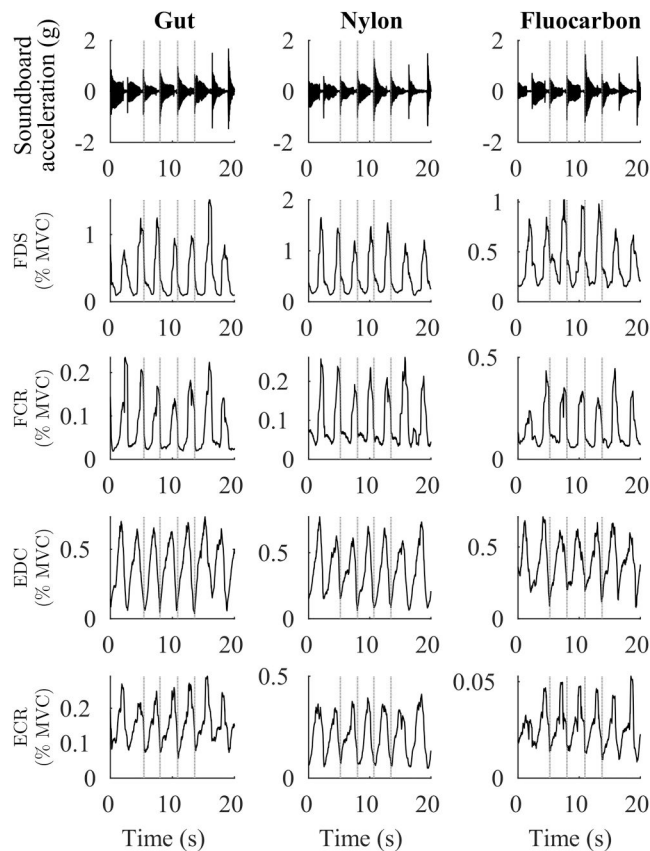 Gut Nylon Fluocarbon
Soundboard
acceleration (g)
2 2 2
0 0 0
-2 -2 -2
0 10 20 0 10 20 0 10 20
FDS
(% MVC)
1 2 1
0 1 0.5
0 0
0 10 20 0 10 20 0 10 20
FCR
(% MVC)
0.2 0.2 0.5
0.1 0.1
0 0 0
0 10 20 0 10 20 0 10 20
EDC
(% MVC)
0.5 0.5 0.5
0 0 0
0 10 20 0 10 20 0 10 20
ECR
(% MVC)
0.2 0.5 0.05
0.1
0 0 0
0 10 20 0 10 20 0 10 20
Time (s) Time (s) Time (s)